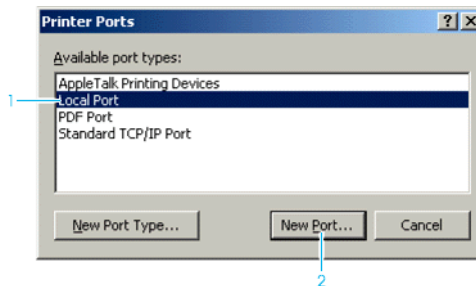 Printer Ports
Available port types:
AppleTalk Printing Devices
1 Local Port
PDF Port
Standard TCP/IP Port
New Port Type... New Port... Cancel
2